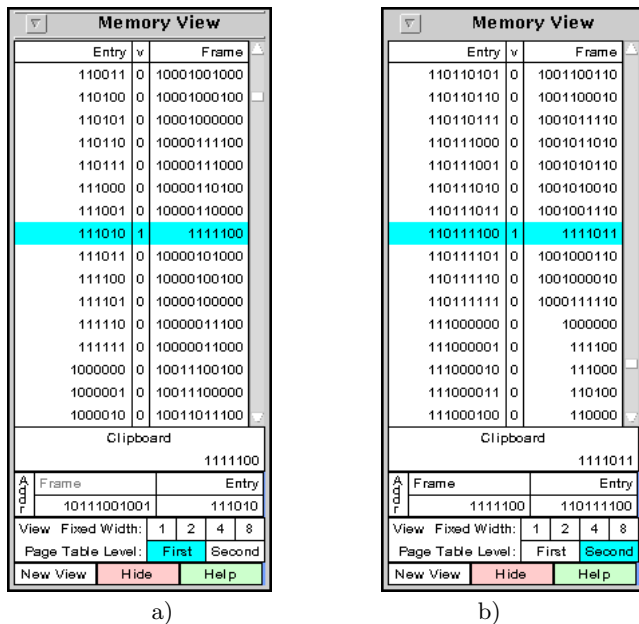 Memory View
Entry v Frame
110011 0 10001001000
110100 0 10001000100
110101 0 10001000000
110110 0 10000111100
110111 0 10000111000
111000 0 10000110100
111001 0 10000110000
111010 1 1111100
111011 0 10000101000
111100 0 10000100100
111101 0 10000100000
111110 0 10000011100
111111 0 10000011000
1000000 0 10011100100
1000001 0 10011100000
1000010 0 10011011100
Clipboard
1111100
Addr Frame Entry
10111001001 111010
View Fixed Width: 1 2 4 8
Page Table Level: First Second
New View Hide Help
a)
Memory View
Entry v Frame
110110101 0 1001100110
110110110 0 1001100010
110110111 0 1001011110
110111000 0 1001011010
110111001 0 1001010110
110111010 0 1001010010
110111011 0 1001001110
110111100 1 1111011
110111101 0 1001000110
110111110 0 1001000010
110111111 0 1000111110
111000000 0 1000000
111000001 0 111100
111000010 0 111000
111000011 0 110100
111000100 0 110000
Clipboard
1111011
Addr Frame Entry
1111100 110111100
View Fixed Width: 1 2 4 8
Page Table Level: First Second
New View Hide Help
b)